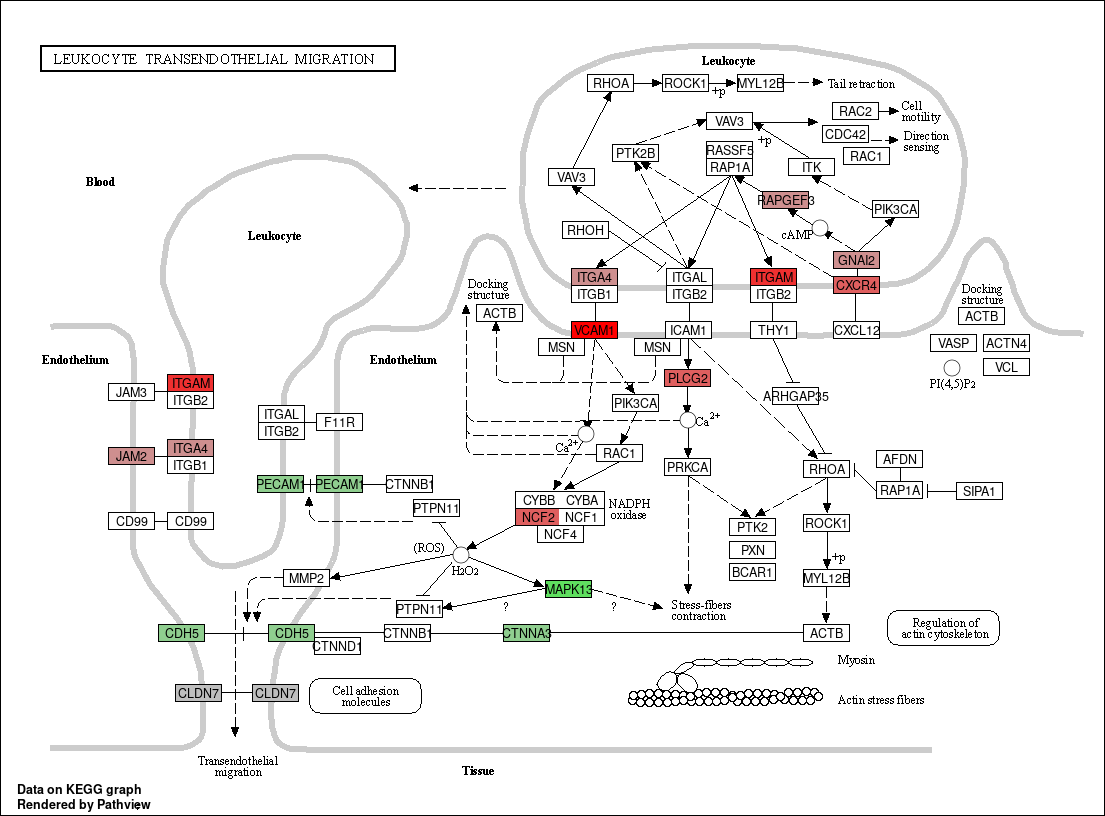 LEUKOCYTE TRANSENDOTHELIAL MIGRATION
Leukocyte
RHOA
ROCK1
+p
MYL12B
Tail retraction
VAV3
+p
RAC2
Cell
motility
CDC42
Direction
sensing
RAC1
PTK2B
RASSF5
RAP1A
ITK
VAV3
RAPGEF3
PIK3CA
cAMP
RHOH
GNAI2
CXCR4
ITGA4
ITGB1
ITGAL
ITGB2
ITGAM
ITGB2
Blood
Leukocyte
Docking
structure
ACTB
VCAM1
ICAM1
THY1
CXCL12
MSN
MSN
Docking
structure
ACTB
VASP
ACTN4
VCL
PI(4,5)P2
Endothelium
Endothelium
JAM3
ITGAM
ITGB2
PLCG2
PIK3CA
ARHGAP35
ITGAL
ITGB2
F11R
Ca2+
Ca2+
JAM2
ITGA4
ITGB1
RAC1
PRKCA
RHOA
AFDN
RAP1A
SIPA1
PECAM1
PECAM1
CTNNB1
PTPN11
CYBB
CYBA
NCF2
NCF1
NCF4
NADPH
oxidase
CD99
CD99
PTK2
PXN
BCAR1
ROCK1
+p
MYL12B
(ROS)
H2O2
MMP2
MAPK13
PTPN11
?
?
Stress-fibers
contraction
CDH5
CDH5
CTNND1
CTNNB1
CTNNA3
ACTB
Regulation of
actin cytoskeleton
Myosin
Actin stress fibers
CLDN7
CLDN7
Cell adhesion
molecules
Transendothelial
migration
Tissue
Data on KEGG graph
Rendered by Pathview